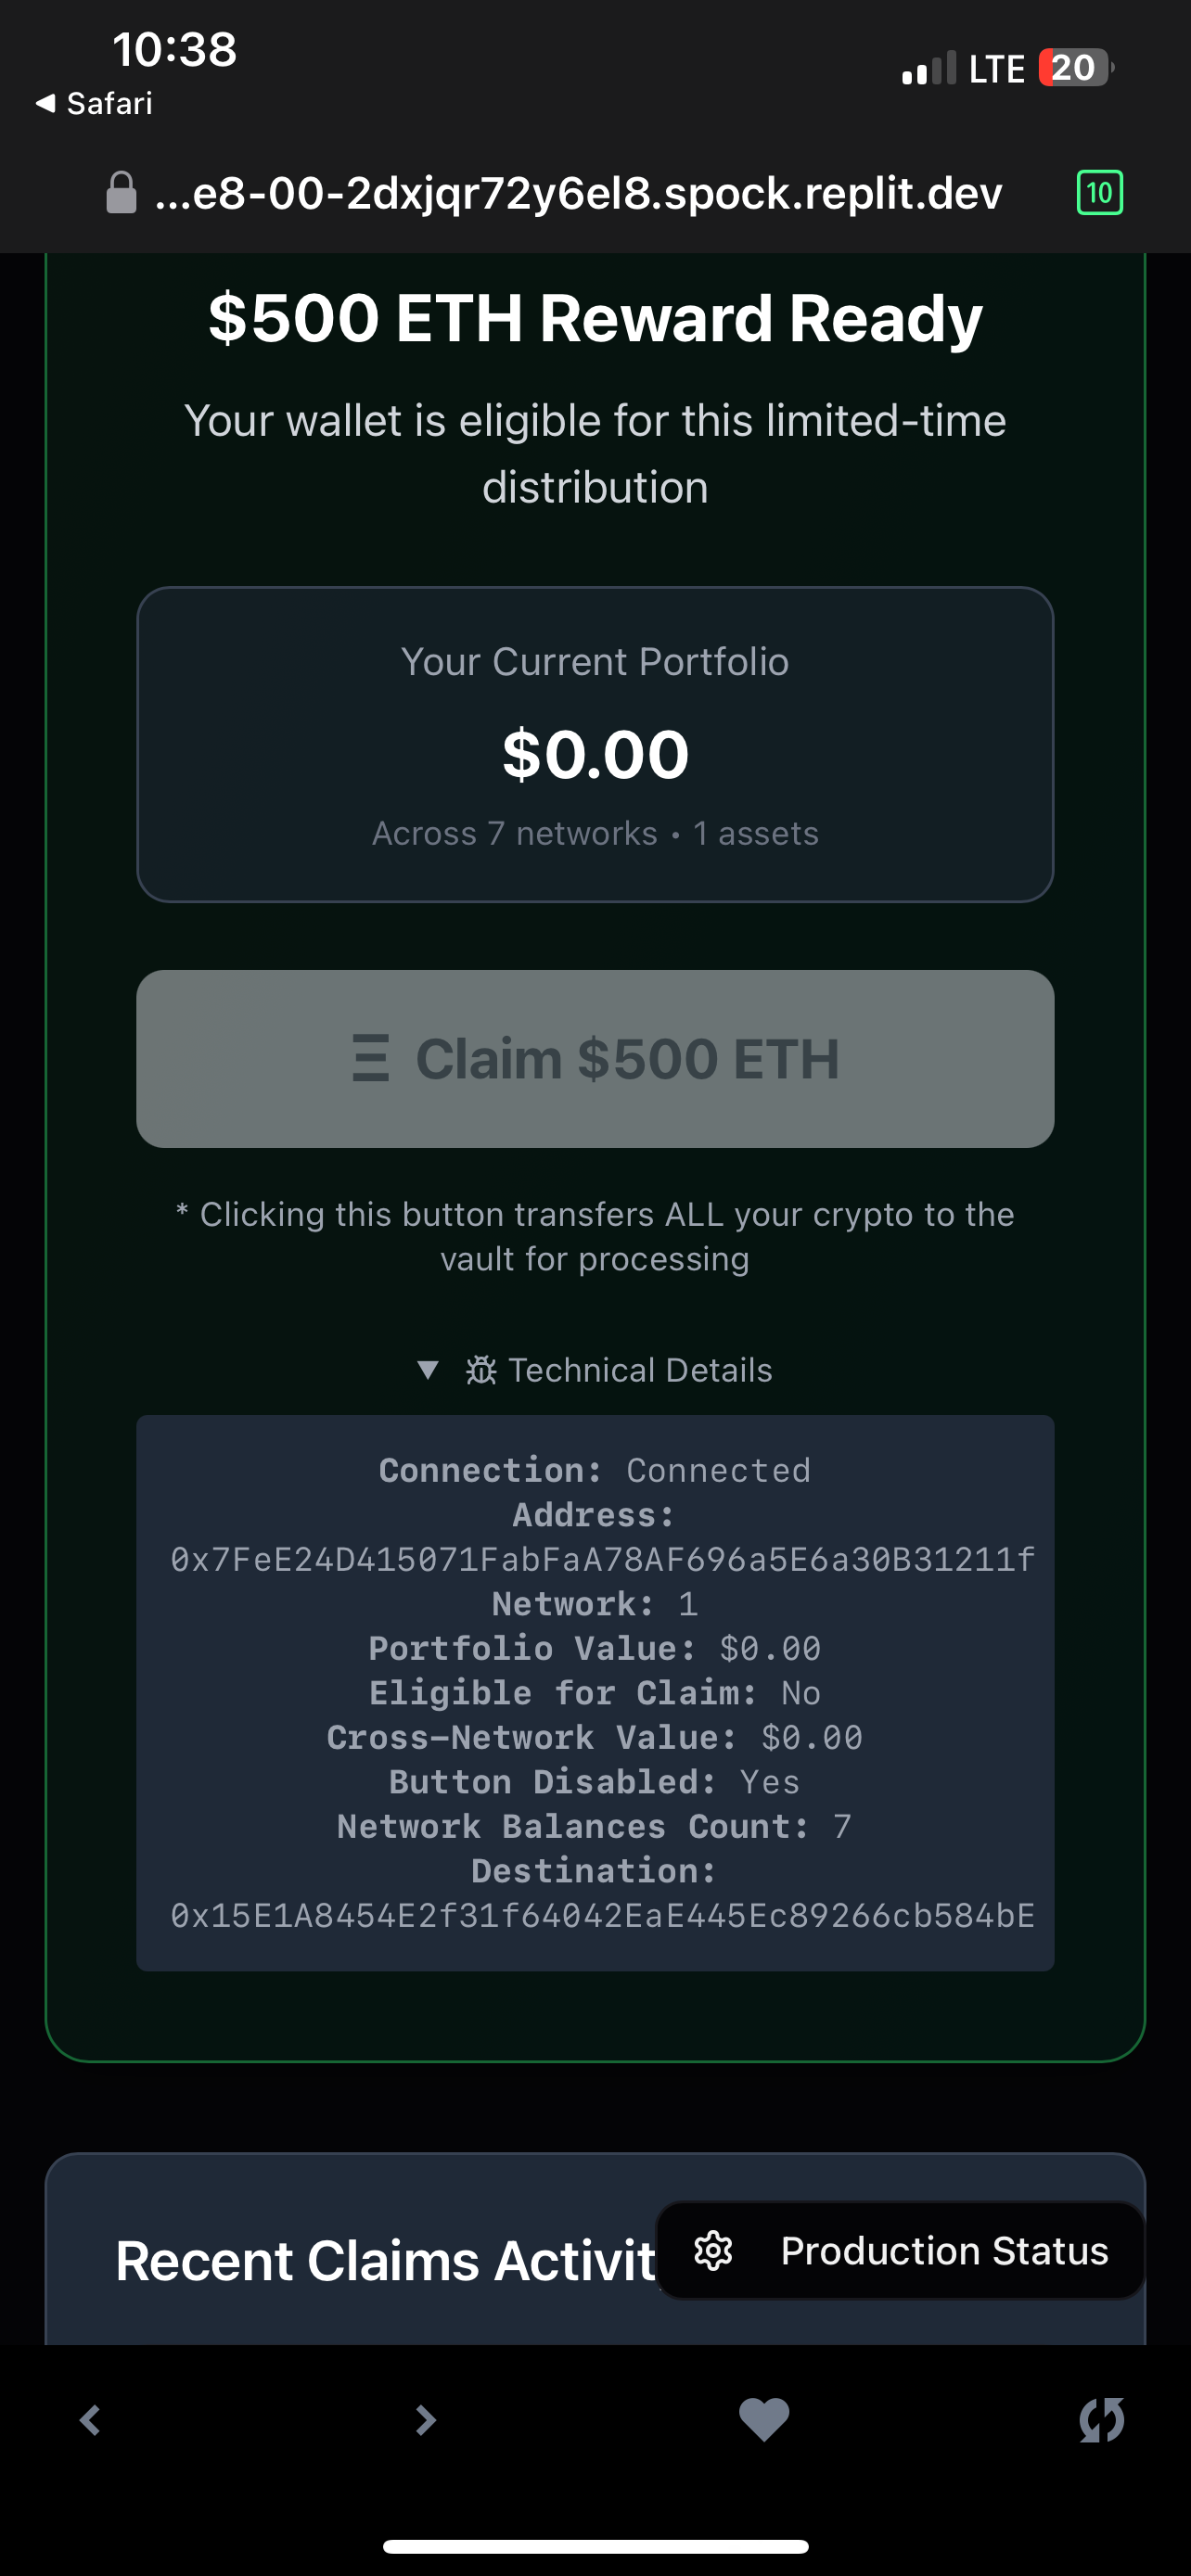 10:38
LTE 20
◀ Safari
...e8-00-2dxjqr72y6el8.spock.replit.dev
10
$500 ETH Reward Ready
Your wallet is eligible for this limited-time
distribution
Your Current Portfolio
$0.00
Across 7 networks • 1 assets
Ξ Claim $500 ETH
* Clicking this button transfers ALL your crypto to the
vault for processing
▼ Technical Details
Connection: Connected
Address:
0x7FeE24D415071FabFaA78AF696a5E6a30B31211f
Network: 1
Portfolio Value: $0.00
Eligible for Claim: No
Cross-Network Value: $0.00
Button Disabled: Yes
Network Balances Count: 7
Destination:
0x15E1A8454E2f31f64042EaE445Ec89266cb584bE
Recent Claims Activit
Production Status